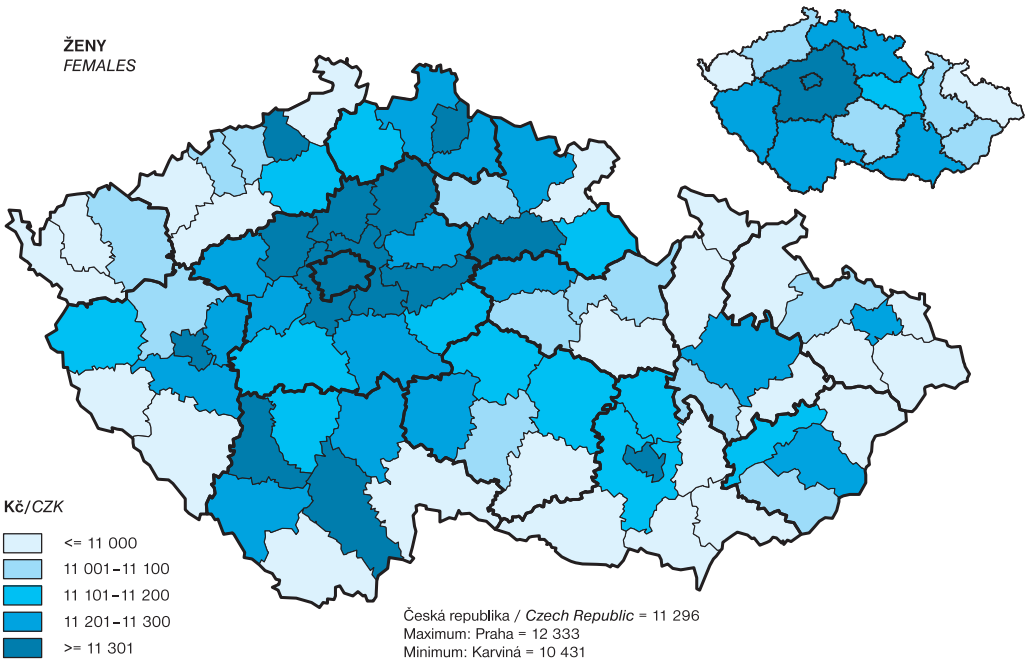 ŽENY
FEMALES
Kč/CZK
<= 11 000
11 001–11 100
11 101–11 200
11 201–11 300
>= 11 301
Česká republika / Czech Republic = 11 296
Maximum: Praha = 12 333
Minimum: Karviná = 10 431